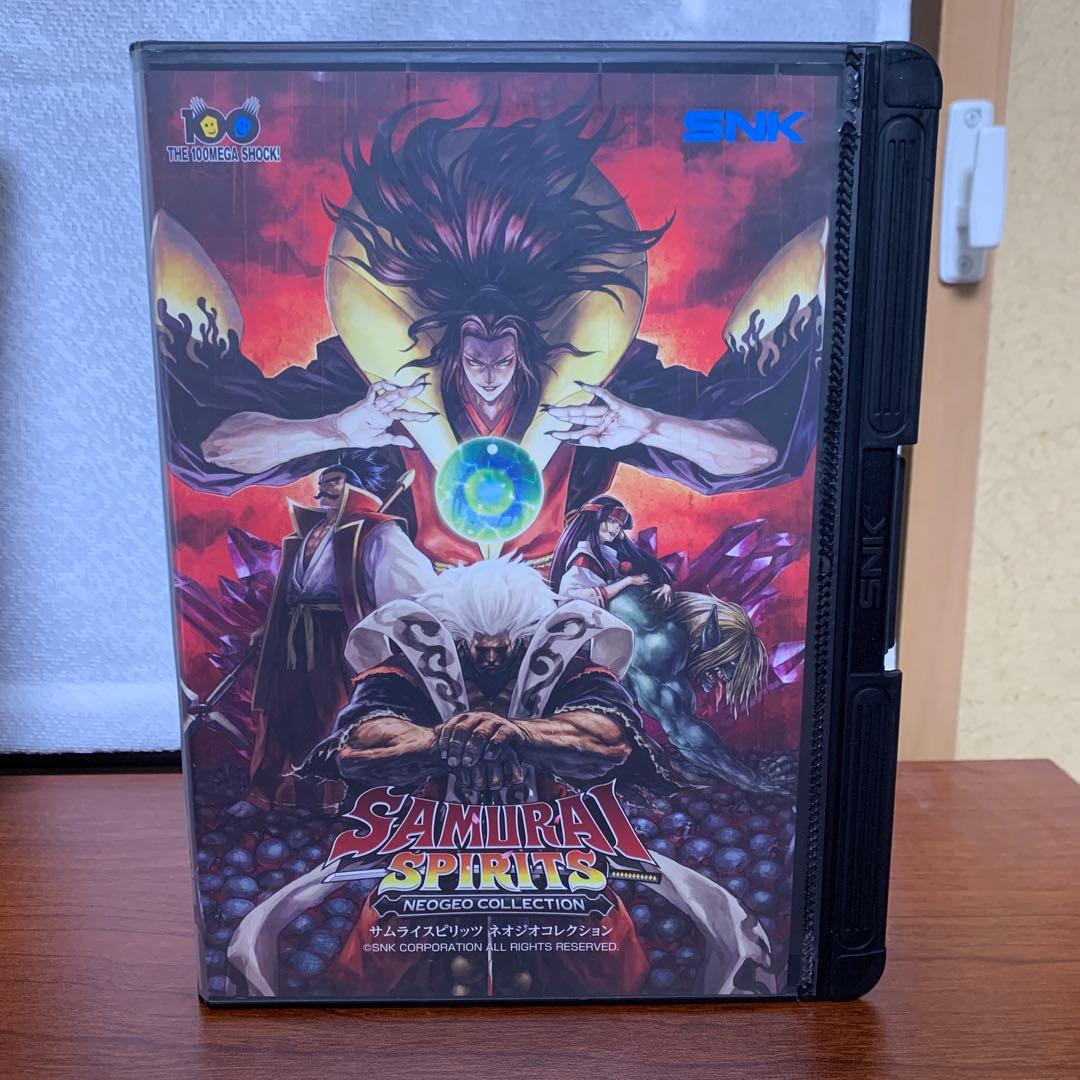 100
THE 100MEGA SHOCK!
SNK
SNK
SAMURAI
SPIRITS
NEOGEO COLLECTION
サムライスピリッツ ネオジオコレクション
©SNK CORPORATION ALL RIGHTS RESERVED.